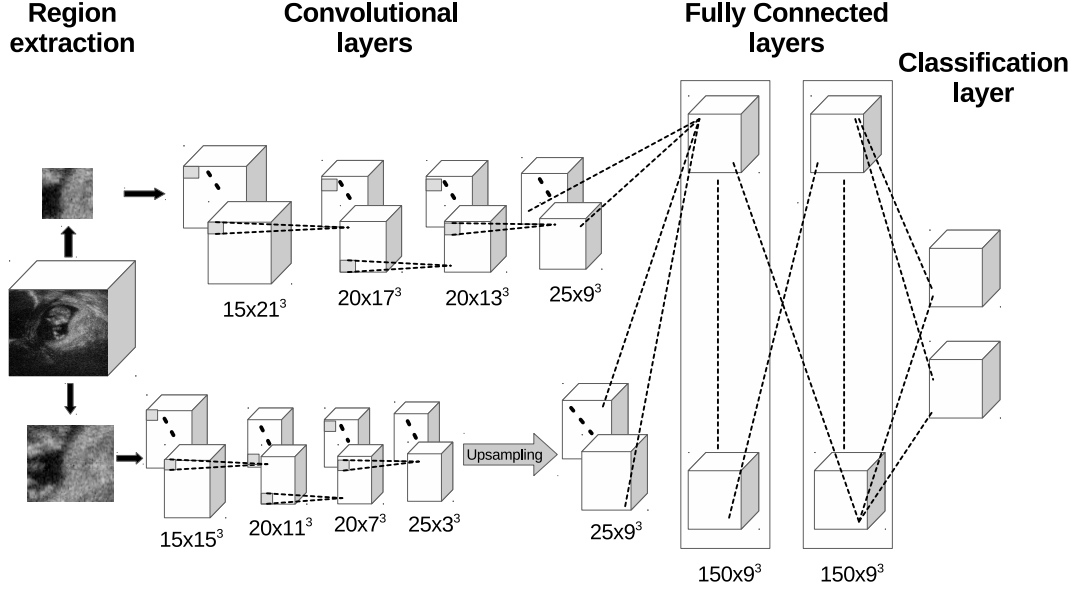 Region
extraction
Convolutional
layers
Fully Connected
layers
Classification
layer
15x21³
20x17³
20x13³
25x9³
Upsampling
15x15³
20x11³
20x7³
25x3³
25x9³
150x9³
150x9³